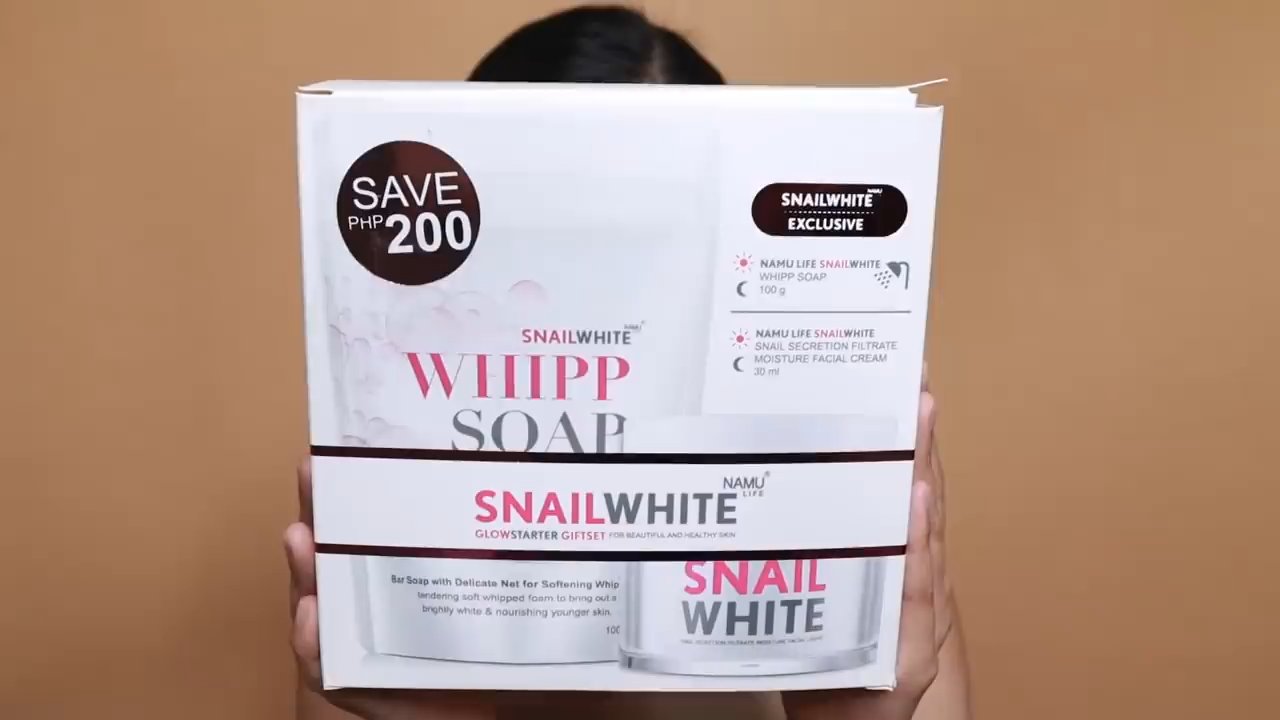 SAVE
PHP 200
SNAILWHITE NAMU
EXCLUSIVE
NAMU LIFE SNAILWHITE
WHIPP SOAP
100 g
NAMU LIFE SNAILWHITE
SNAIL SECRETION FILTRATE
MOISTURE FACIAL CREAM
30 ml
SNAILWHITE
WHIPP
SOAP
NAMU
LIFE
SNAILWHITE
GLOWSTARTER GIFTSET FOR BEAUTIFUL AND HEALTHY SKIN
Bar Soap with Delicate Net for Softening Whip
tendering soft whipped foam to bring out a
brightly white & nourishing younger skin.
100
SNAIL
WHITE